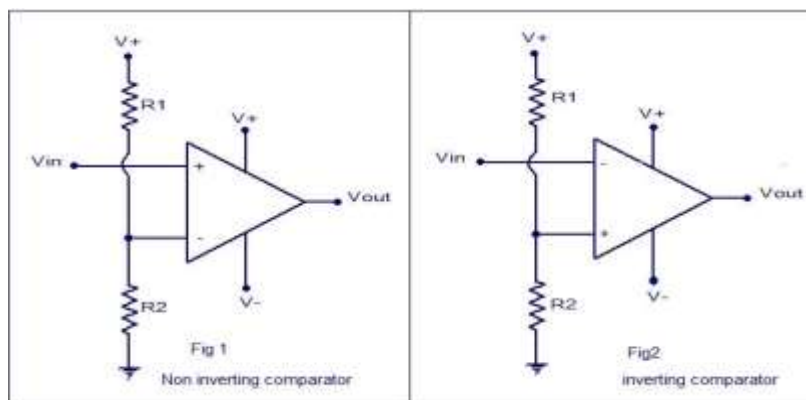 V+
R1
V+
Vin
+
Vout
-
V-
R2
Fig 1
Non inverting comparator
V+
R1
V+
Vin
-
Vout
+
V-
R2
Fig2
inverting comparator